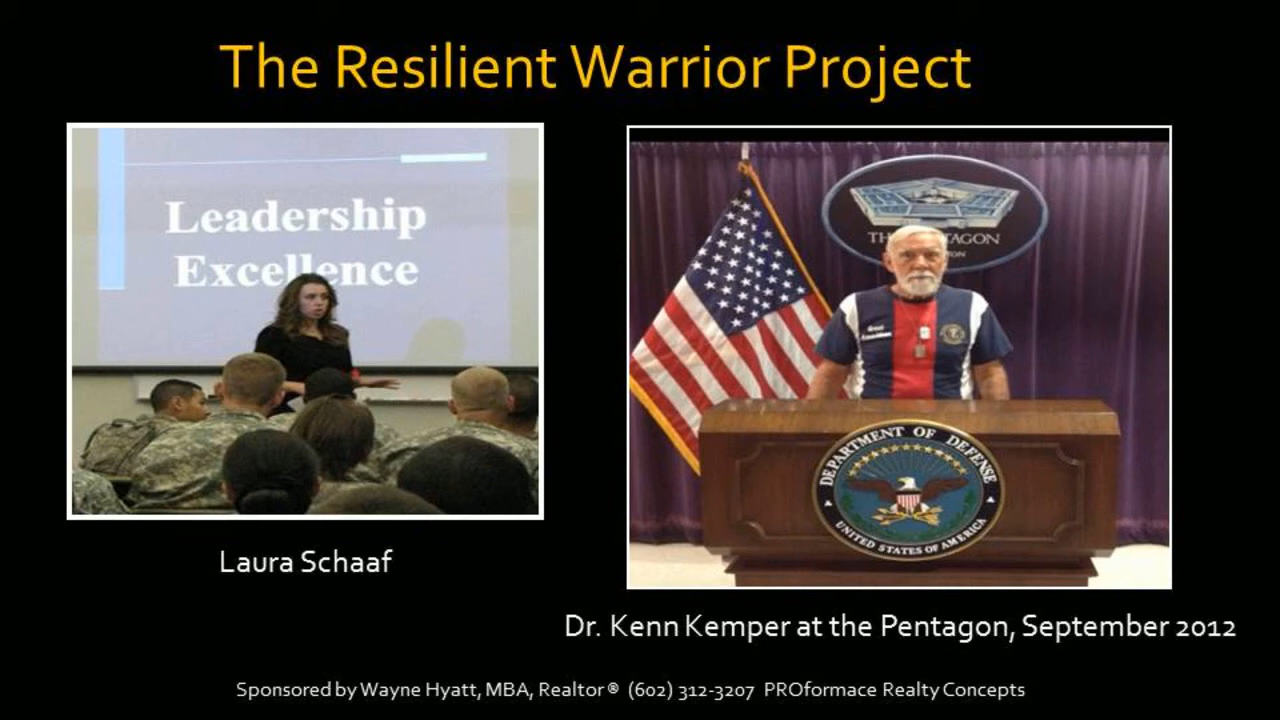 The Resilient Warrior Project
Leadership
Excellence
THE PENTAGON
DEPARTMENT OF DEFENSE
UNITED STATES OF AMERICA
Laura Schaaf
Dr. Kenn Kemper at the Pentagon, September 2012
Sponsored by Wayne Hyatt, MBA, Realtor® (602) 312-3207 PROformace Realty Concepts